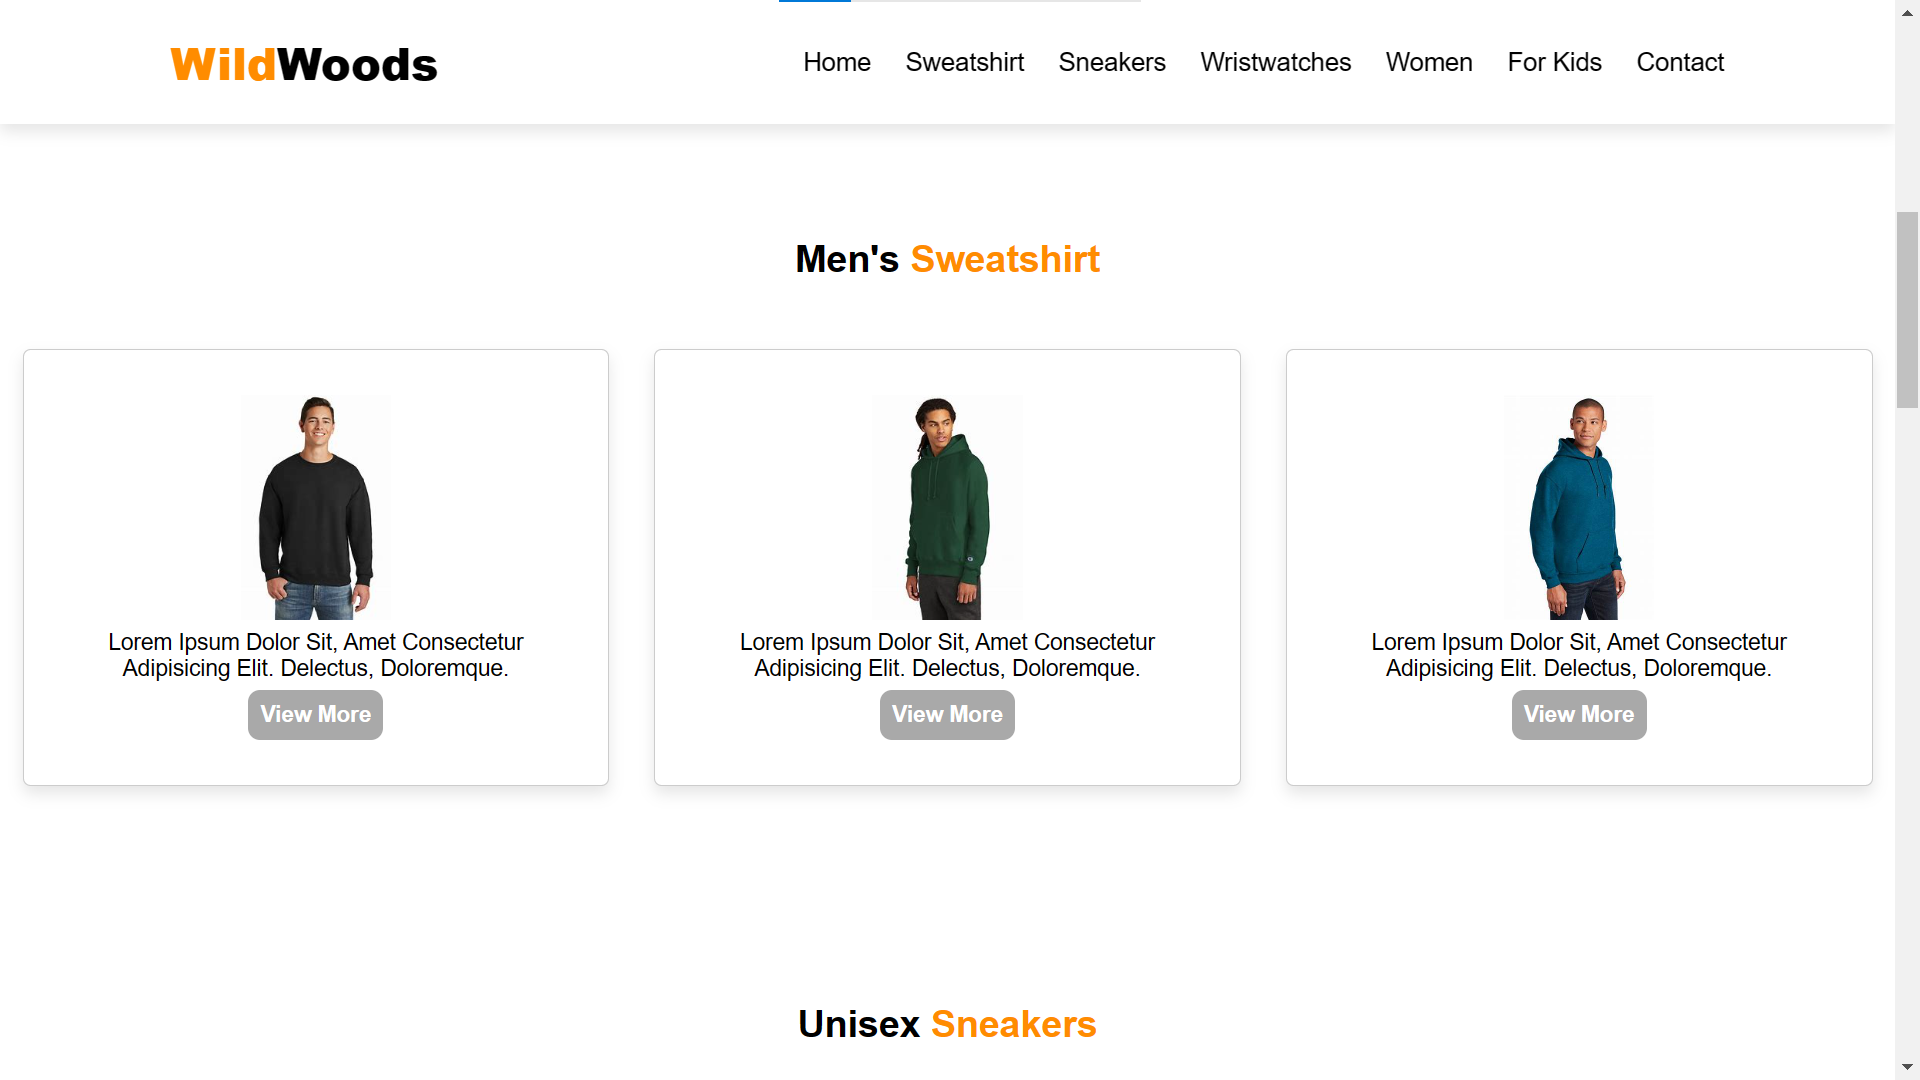 WildWoods
Home Sweatshirt Sneakers Wristwatches Women For Kids Contact
Men's Sweatshirt
Lorem Ipsum Dolor Sit, Amet Consectetur
Adipisicing Elit. Delectus, Doloremque.
View More
Lorem Ipsum Dolor Sit, Amet Consectetur
Adipisicing Elit. Delectus, Doloremque.
View More
Lorem Ipsum Dolor Sit, Amet Consectetur
Adipisicing Elit. Delectus, Doloremque.
View More
Unisex Sneakers